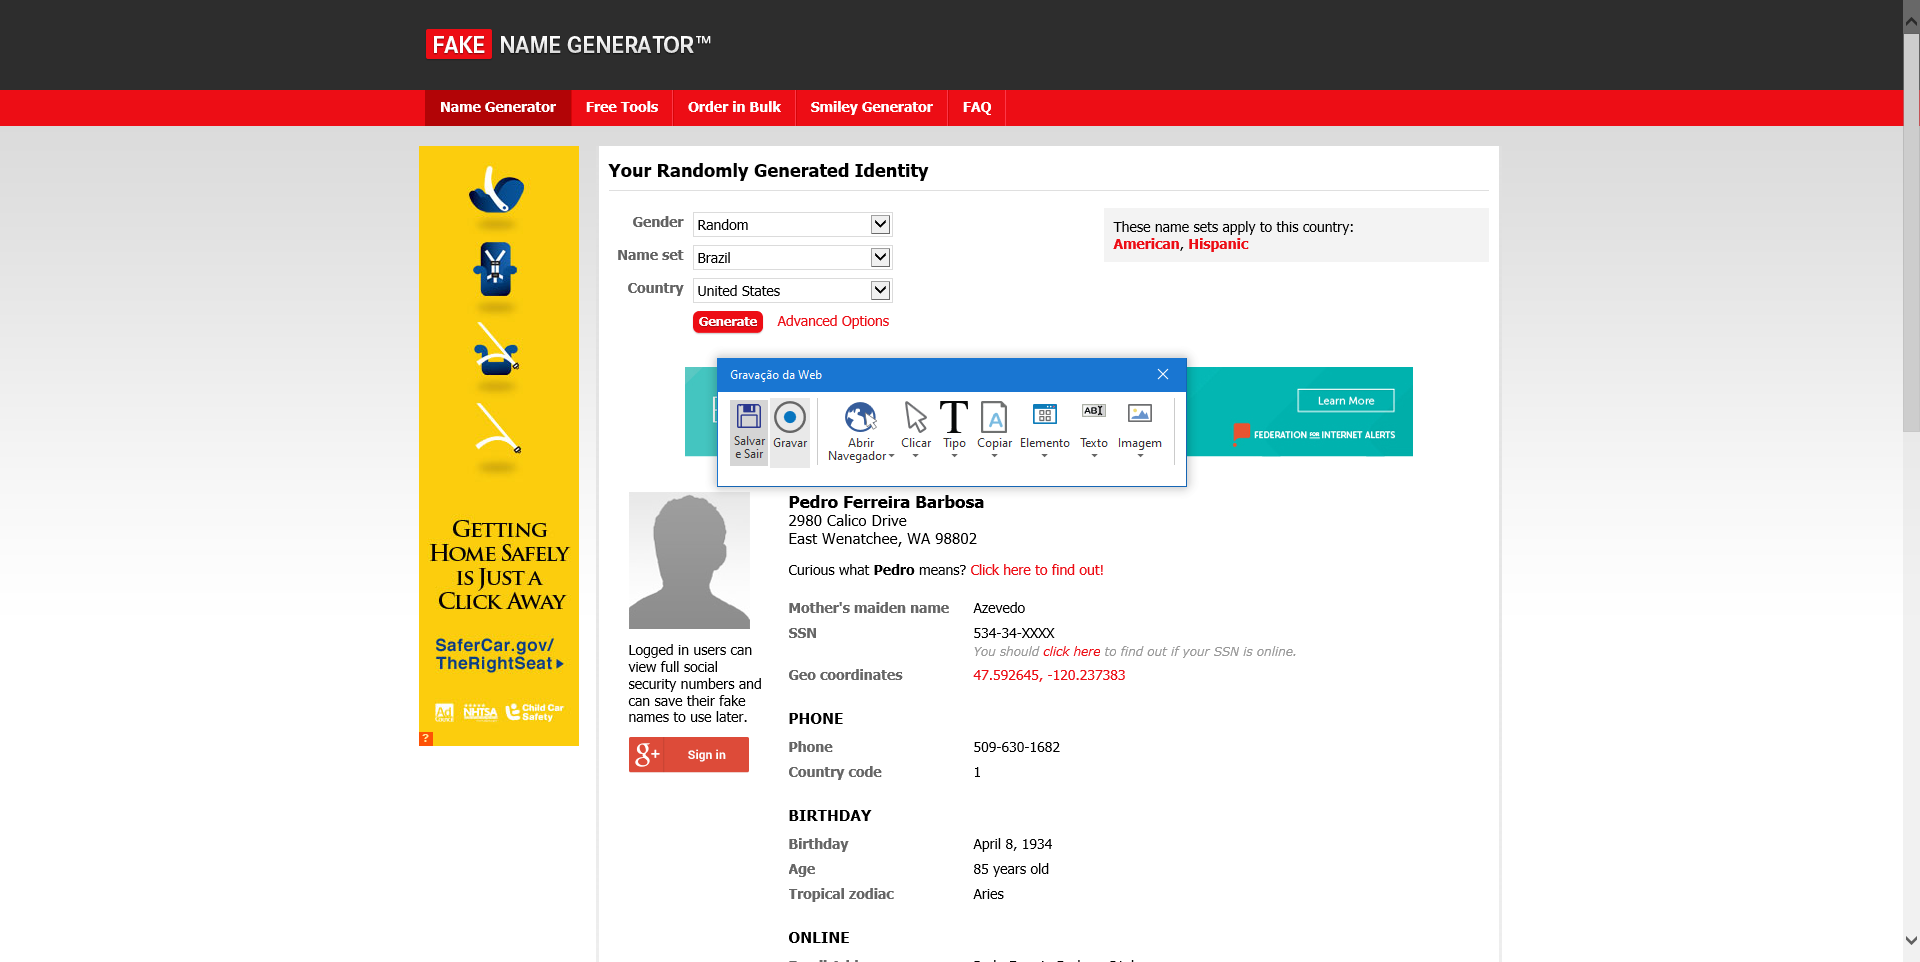 FAKE NAME GENERATOR™
Name Generator
Free Tools
Order in Bulk
Smiley Generator
FAQ
GETTING
HOME SAFELY
IS JUST A
CLICK AWAY
SaferCar.gov/
TheRightSeat
Ad
NHTSA
Child Car
Safety
?
Your Randomly Generated Identity
Gender
Random
Name set
Brazil
Country
United States
Generate
Advanced Options
These name sets apply to this country:
American, Hispanic
Gravação da Web
Salvar
e Sair
Gravar
Abrir
Navegador
Clicar
T
Tipo
A
Copiar
Elemento
ABI
Texto
Imagem
Learn More
FEDERATION FOR INTERNET ALERTS
Logged in users can
view full social
security numbers and
can save their fake
names to use later.
g+ Sign in
Pedro Ferreira Barbosa
2980 Calico Drive
East Wenatchee, WA 98802
Curious what Pedro means? Click here to find out!
Mother's maiden name Azevedo
SSN 534-34-XXXX
You should click here to find out if your SSN is online.
Geo coordinates 47.592645, -120.237383
PHONE
Phone 509-630-1682
Country code 1
BIRTHDAY
Birthday April 8, 1934
Age 85 years old
Tropical zodiac Aries
ONLINE